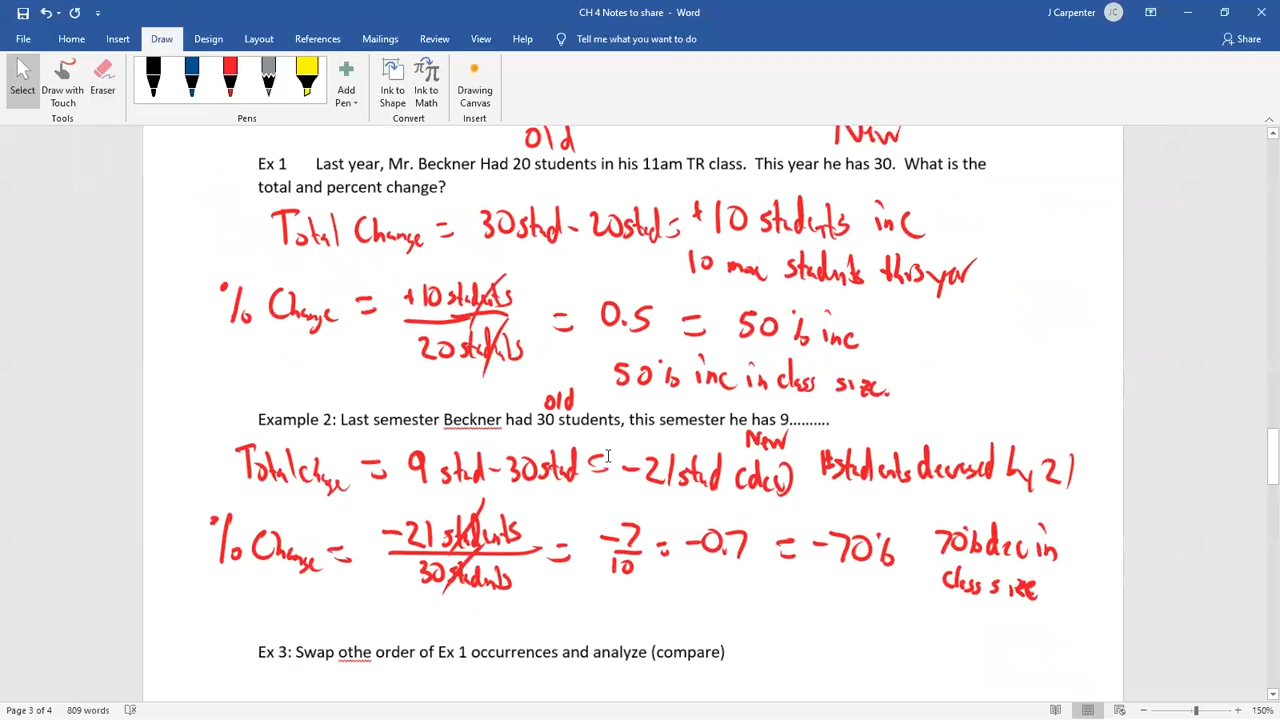 CH 4 Notes to share - Word
J Carpenter JC
File Home Insert Draw Design Layout References Mailings Review View Help Tell me what you want to do Share
Select Draw with Touch Eraser Add Pen Ink to Shape Ink to Math Drawing Canvas
Tools Pens Convert Insert
Old New
Ex 1 Last year, Mr. Beckner Had 20 students in his 11am TR class. This year he has 30. What is the
total and percent change?
Total Change = 30 stud - 20 stud = +10 students inc
10 more students this year
% Change = +10 students / 20 students = 0.5 = 50% inc
50% inc in class size.
Old
Example 2: Last semester Beckner had 30 students, this semester he has 9..........
New
Total change = 9 stud - 30 stud = -21 stud (dec) #students decreased by 21
% Change = -21 students / 30 students = -7/10 = -0.7 = -70% 70% dec in
class size
Ex 3: Swap othe order of Ex 1 occurrences and analyze (compare)
Page 3 of 4 809 words 150%